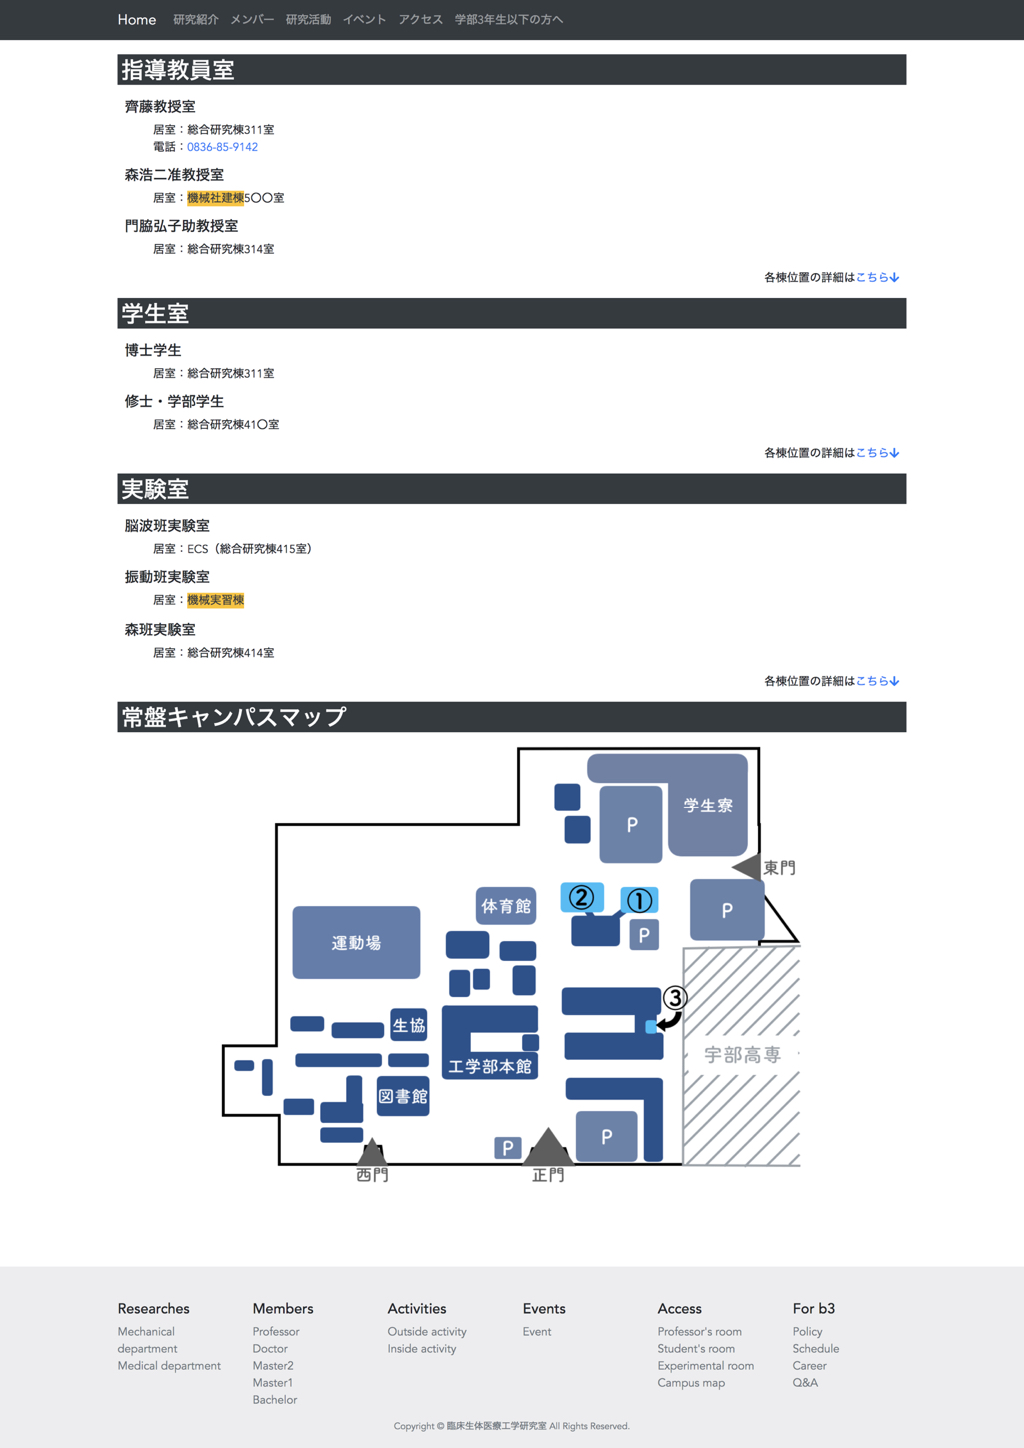 Home 研究紹介 メンバー 研究活動 イベント アクセス 学部3年生以下の方へ
指導教員室
齊藤教授室
居室：総合研究棟311室
電話：0836-85-9142
森浩二准教授室
居室：機械社建棟5〇〇室
門脇弘子助教授室
居室：総合研究棟314室
各棟位置の詳細はこちら↓
学生室
博士学生
居室：総合研究棟311室
修士・学部学生
居室：総合研究棟41〇室
各棟位置の詳細はこちら↓
実験室
脳波班実験室
居室：ECS（総合研究棟415室）
振動班実験室
居室：機械実習棟
森班実験室
居室：総合研究棟414室
各棟位置の詳細はこちら↓
常盤キャンパスマップ
学生寮
P
東門
体育館
②
①
P
P
運動場
③
生協
宇部高専
工学部本館
図書館
P
P
西門
正門
Researches
Mechanical
department
Medical department
Members
Professor
Doctor
Master2
Master1
Bachelor
Activities
Outside activity
Inside activity
Events
Event
Access
Professor's room
Student's room
Experimental room
Campus map
For b3
Policy
Schedule
Career
Q&A
Copyright © 臨床生体医療工学研究室 All Rights Reserved.